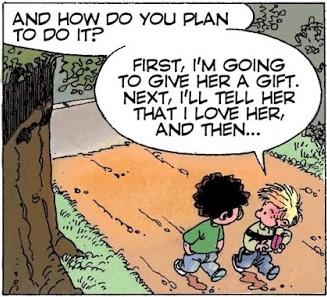 AND HOW DO YOU PLAN
TO DO IT?
FIRST, I'M GOING
TO GIVE HER A GIFT.
NEXT, I'LL TELL HER
THAT I LOVE HER,
AND THEN...